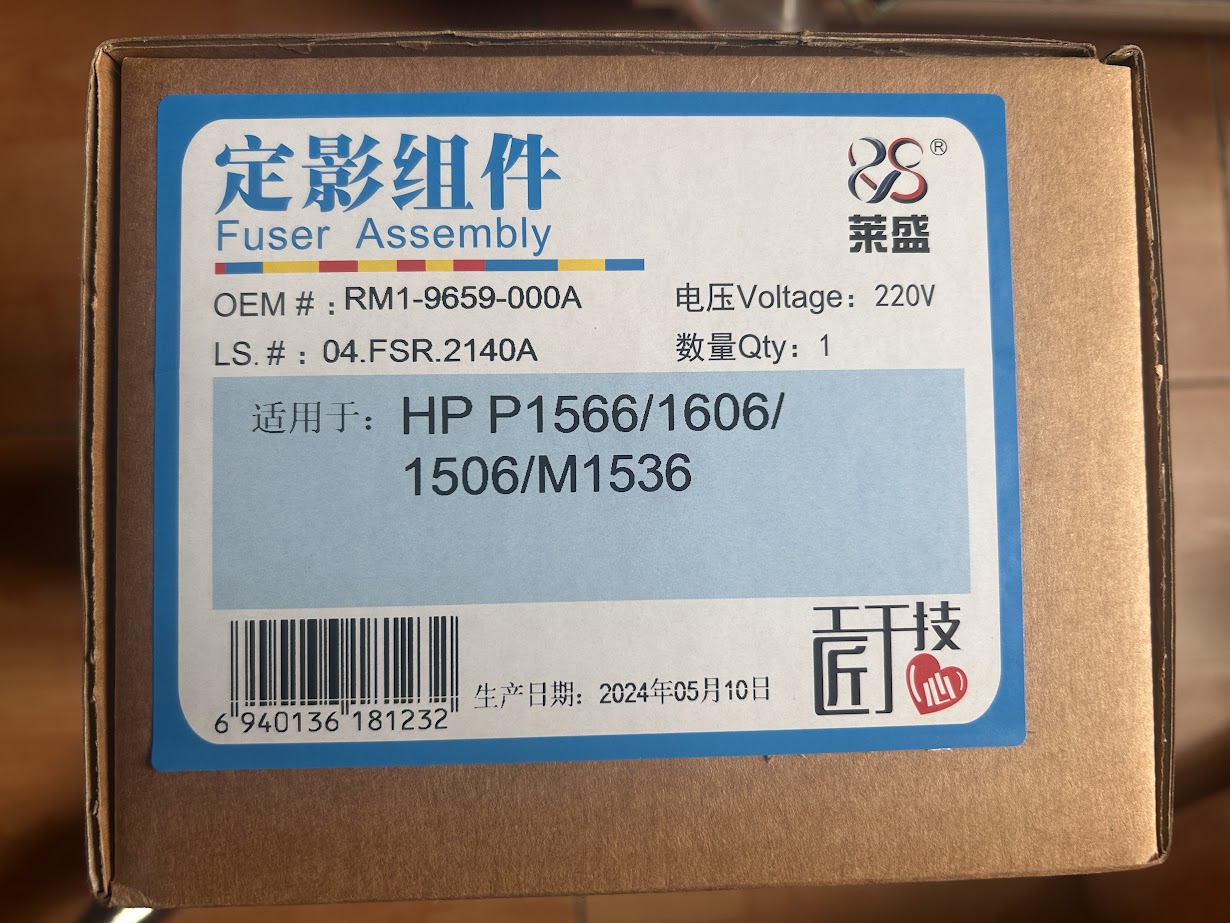 定影组件
Fuser Assembly
®
莱盛
OEM # : RM1-9659-000A
电压Voltage: 220V
LS. # : 04.FSR.2140A
数量Qty: 1
适用于: HP P1566/1606/
1506/M1536
6 940136 181232
生产日期: 2024年05月10日
工匠
千技